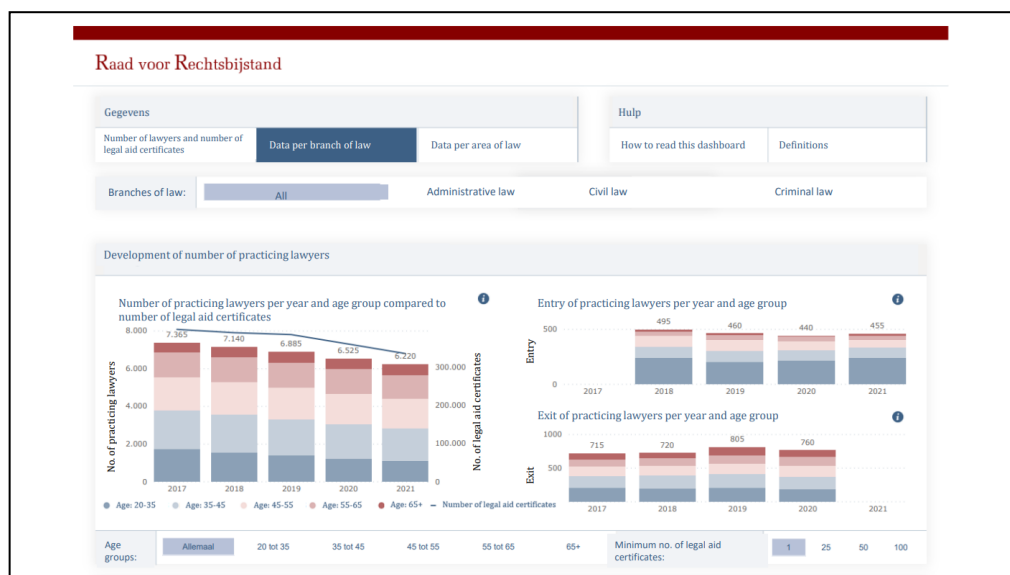 Raad voor Rechtsbijstand
Gegevens
Number of lawyers and number of
legal aid certificates
Data per branch of law
Data per area of law
Hulp
How to read this dashboard
Definitions
Branches of law:
All
Administrative law
Civil law
Criminal law
Development of number of practicing lawyers
Number of practicing lawyers per year and age group compared to
number of legal aid certificates
No. of practicing lawyers
8.000
6.000
4.000
2.000
0
7.365
7.140
6.885
6.525
6.220
300.000
200.000
100.000
0
No. of legal aid certificates
2017 2018 2019 2020 2021
Age: 20-35 Age: 35-45 Age: 45-55 Age: 55-65 Age: 65+ Number of legal aid certificates
Entry of practicing lawyers per year and age group
Entry
500
0
495 460 440 455
2017 2018 2019 2020 2021
Exit of practicing lawyers per year and age group
Exit
1000
500
715 720 805 760
2017 2018 2019 2020 2021
Age
groups:
Allemaal
20 tot 35
35 tot 45
45 tot 55
55 tot 65
65+
Minimum no. of legal aid
certificates:
1
25
50
100